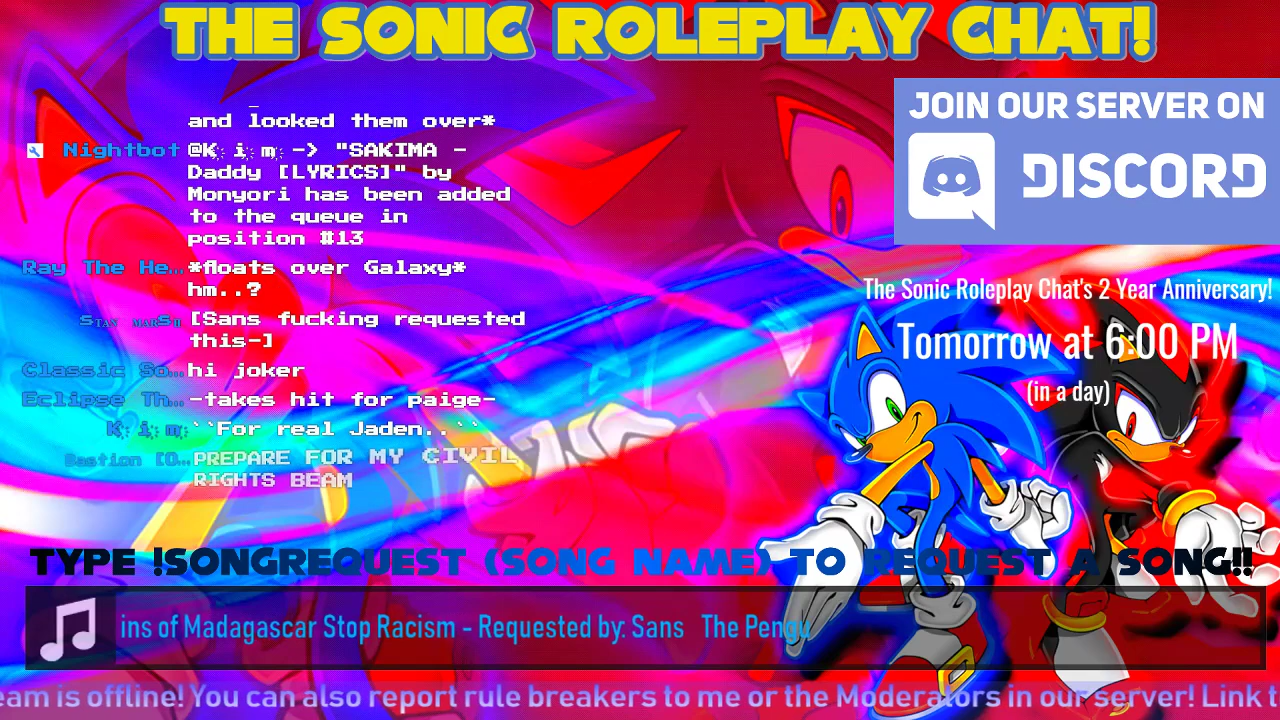 THE SONIC ROLEPLAY CHAT!
and looked them over*
Nightbot @K i m -> "SAKIMA -
Daddy [LYRICS]" by
Monyori has been added
to the queue in
position #13
Ray The He... *floats over Galaxy*
hm..?
[Sans fucking requested
this-]
Classic So... hi joker
Eclipse Th... -takes hit for paige-
K i m ``For real Jaden..``
Bastion [O... PREPARE FOR MY CIVIL
RIGHTS BEAM
JOIN OUR SERVER ON
DISCORD
The Sonic Roleplay Chat's 2 Year Anniversary!
Tomorrow at 6:00 PM
(in a day)
TYPE !SONGREQUEST (SONG NAME) TO REQUEST A SONG!!
ins of Madagascar Stop Racism - Requested by: Sans The Pengu
eam is offline! You can also report rule breakers to me or the Moderators in our server! Link t